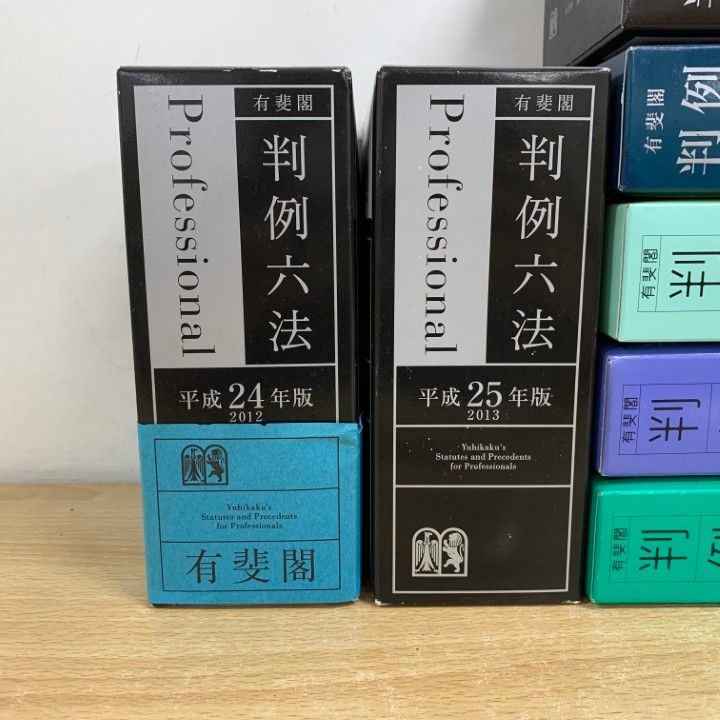 有斐閣
判例六法
Professional
平成24年版
2012
Yuhikaku's
Statutes and Precedents
for Professionals
有斐閣
有斐閣
判例六法
Professional
平成25年版
2013
Yuhikaku's
Statutes and Precedents
for Professionals
有斐閣
判例
有斐閣
判
有斐閣
判
有斐閣
判例